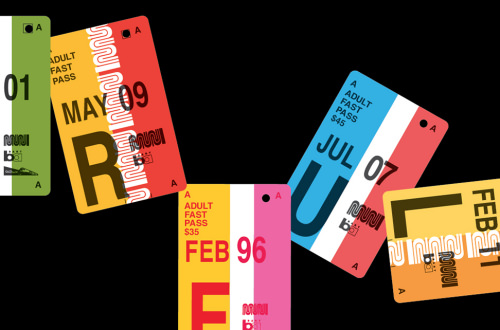 01
A
A
ADULT
FAST
PASS
A
MAY 09
R
A
A
ADULT
FAST
PASS
$35
FEB 96
F
A
A
ADULT
FAST
PASS
$45
A
JUL 07
U
A
L
FEB 1
A